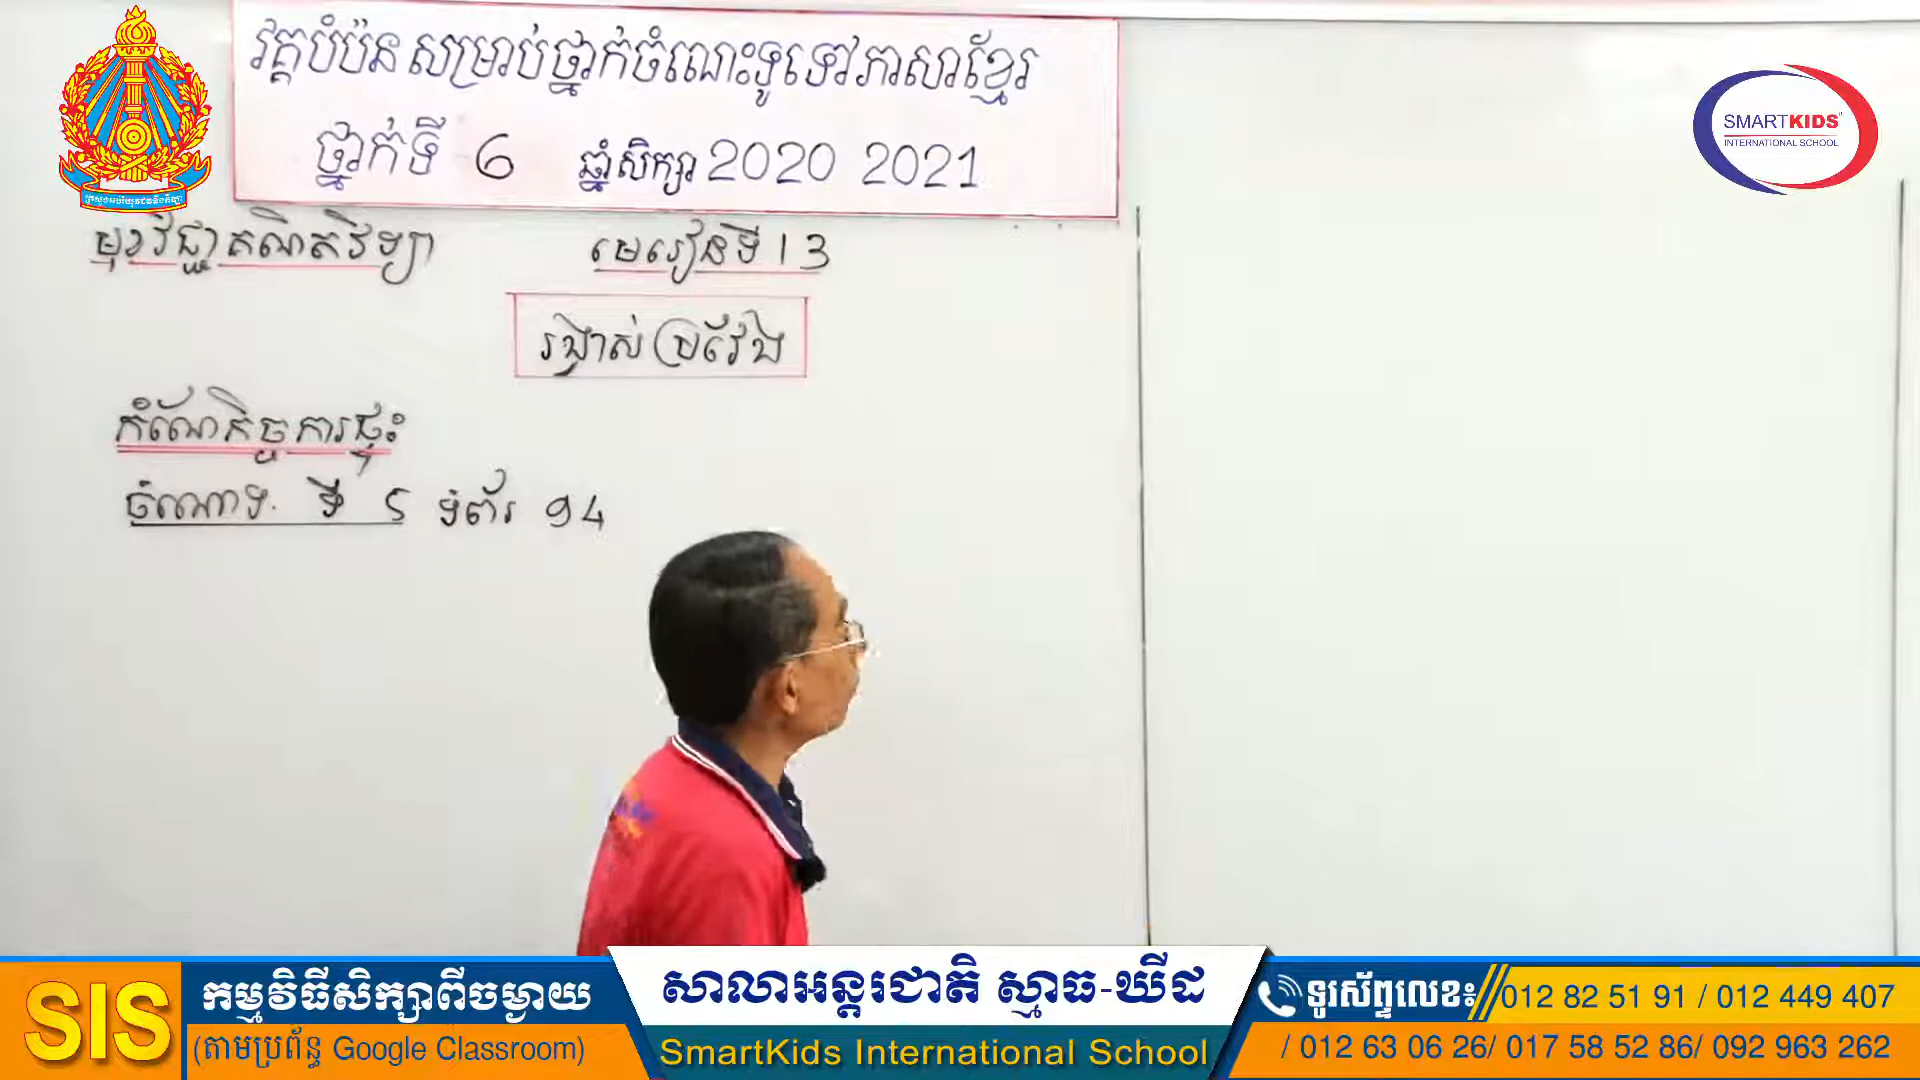 វគ្គបំប៉នសម្រាប់ថ្នាក់ចំណេះទូទៅភាសាខ្មែរ
ថ្នាក់ទី 6 ឆ្នាំសិក្សា 2020 2021
SMARTKIDS
INTERNATIONAL SCHOOL
មុខវិជ្ជាគណិតវិទ្យា មេរៀនទី 13
រង្វាស់ប្រវែង
កំណែកិច្ចការផ្ទះ
ចំណោទ ទី 5 ទំព័រ 94
SIS
កម្មវិធីសិក្សាពីចម្ងាយ
(តាមប្រព័ន្ធ Google Classroom)
សាលាអន្តរជាតិ ស្មាធ-ឃីដ
SmartKids International School
ទូរស័ព្ទលេខ៖ 012 82 51 91 / 012 449 407
/ 012 63 06 26/ 017 58 52 86/ 092 963 262